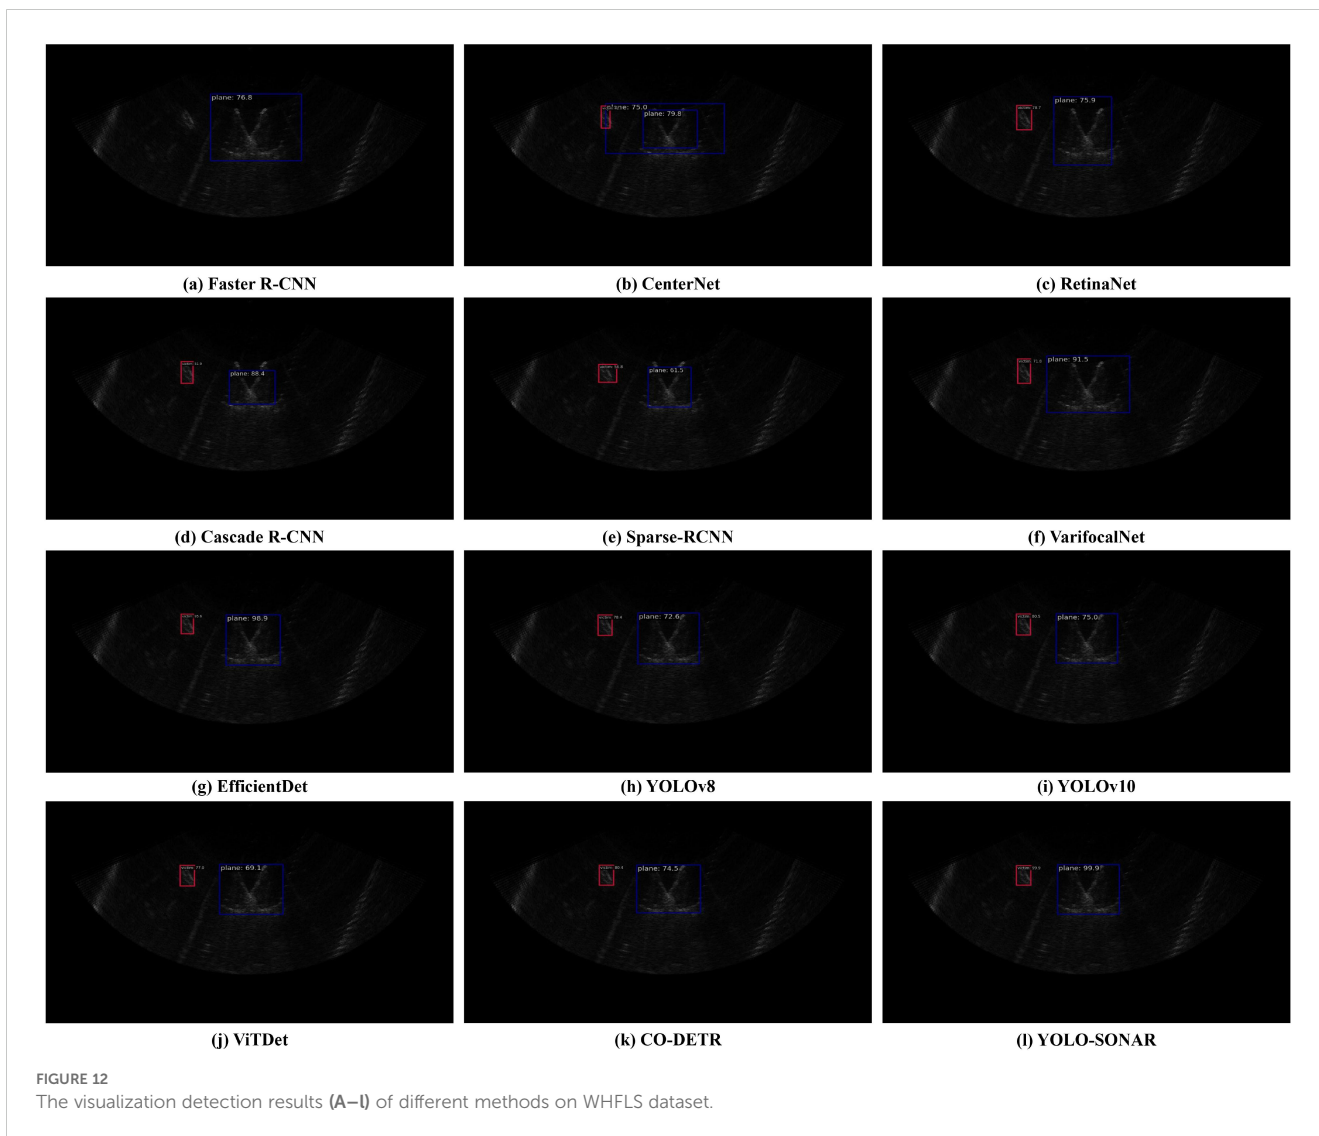 plane: 76.8
plane: 75.0
plane: 79.8
plane: 75.9
(a) Faster R-CNN
(b) CenterNet
(c) RetinaNet
plane: 88.4
plane: 61.5
plane: 91.5
(d) Cascade R-CNN
(e) Sparse-RCNN
(f) VarifocalNet
plane: 98.9
plane: 72.6
plane: 75.0
(g) EfficientDet
(h) YOLOv8
(i) YOLOv10
plane: 69.1
plane: 74.5
plane: 99.9
(j) ViTDet
(k) CO-DETR
(l) YOLO-SONAR
FIGURE 12
The visualization detection results (A–l) of different methods on WHFLS dataset.